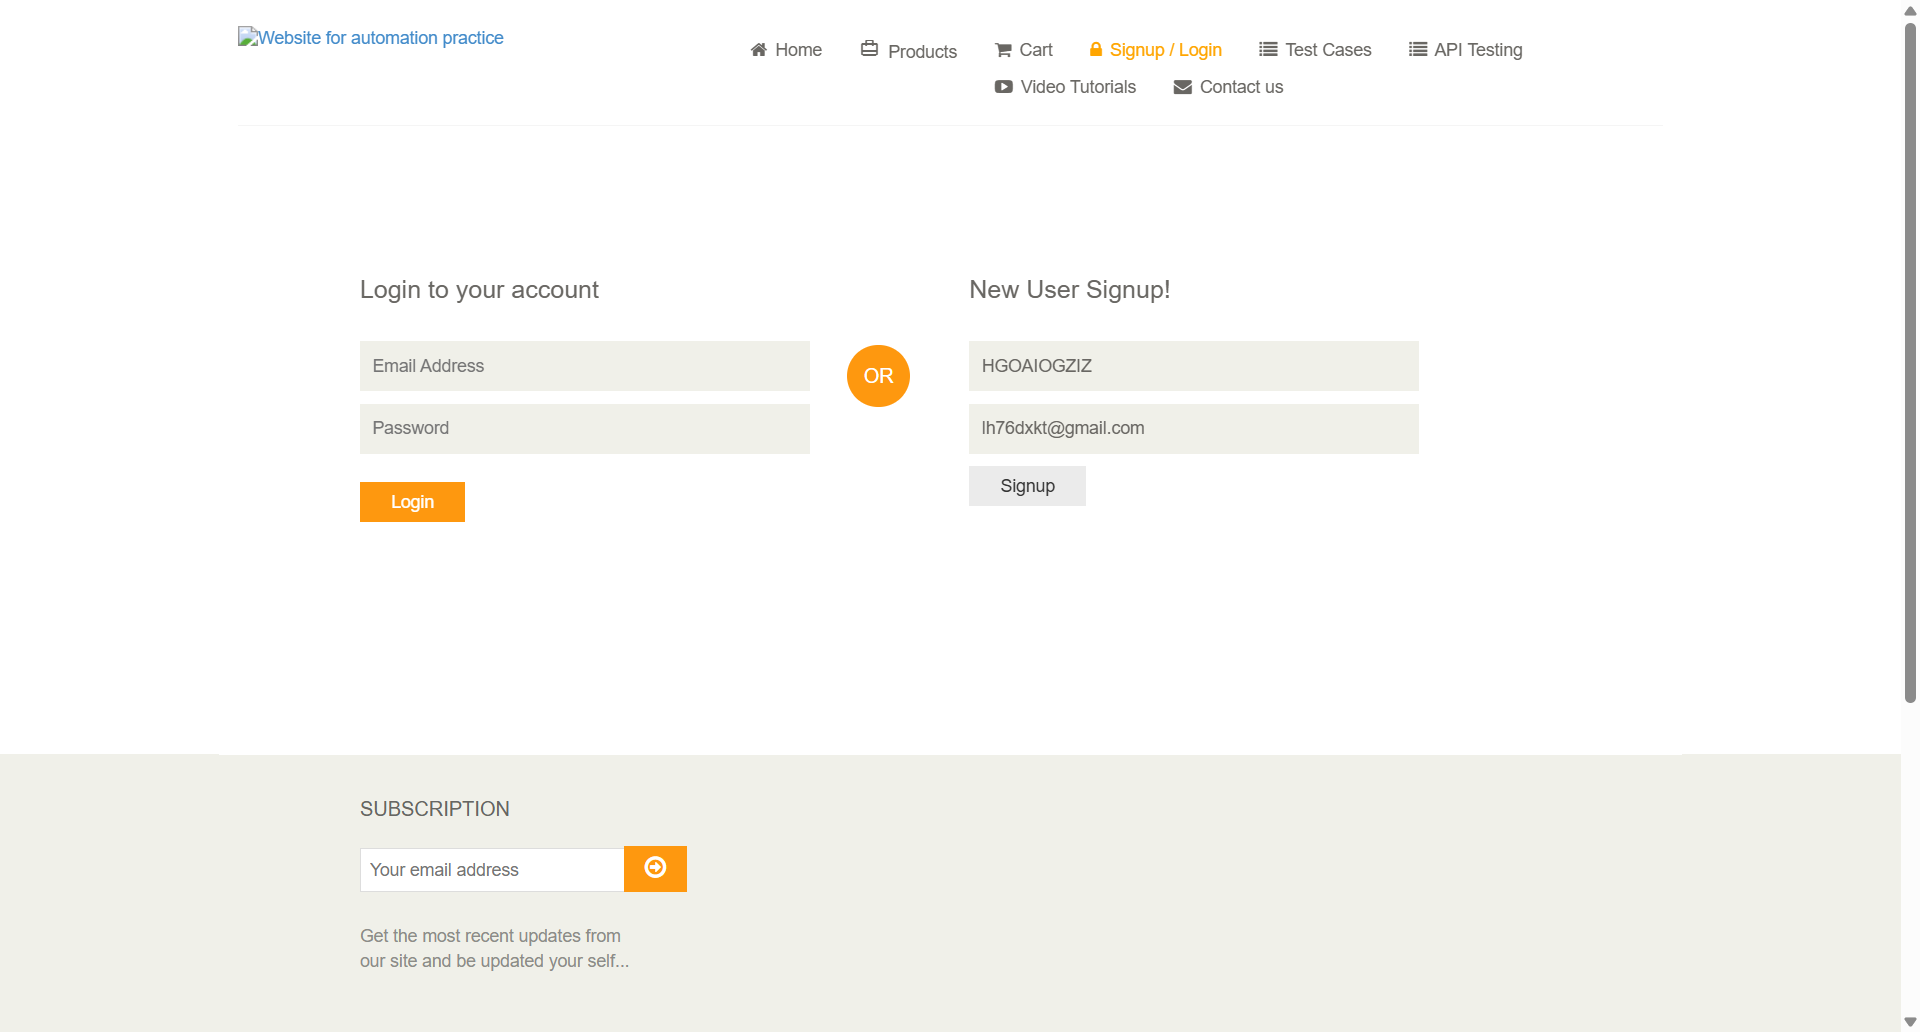 Website for automation practice
Home Products Cart Signup / Login Test Cases API Testing
Video Tutorials Contact us
Login to your account
Email Address
Password
Login
OR
New User Signup!
HGOAIOGZIZ
lh76dxkt@gmail.com
Signup
SUBSCRIPTION
Your email address
Get the most recent updates from
our site and be updated your self...